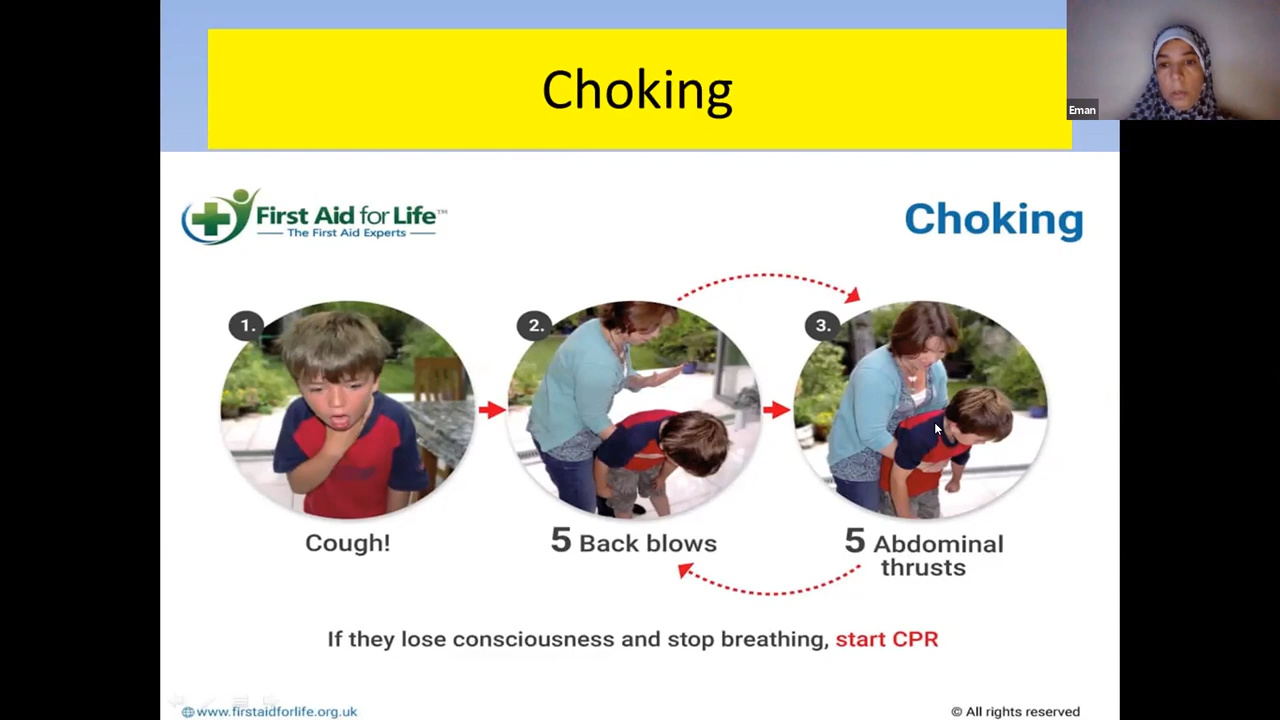 Choking
Eman
First Aid for Life™
The First Aid Experts
Choking
1.
2.
3.
Cough!
5 Back blows
5 Abdominal
thrusts
If they lose consciousness and stop breathing, start CPR
www.firstaidforlife.org.uk
© All rights reserved